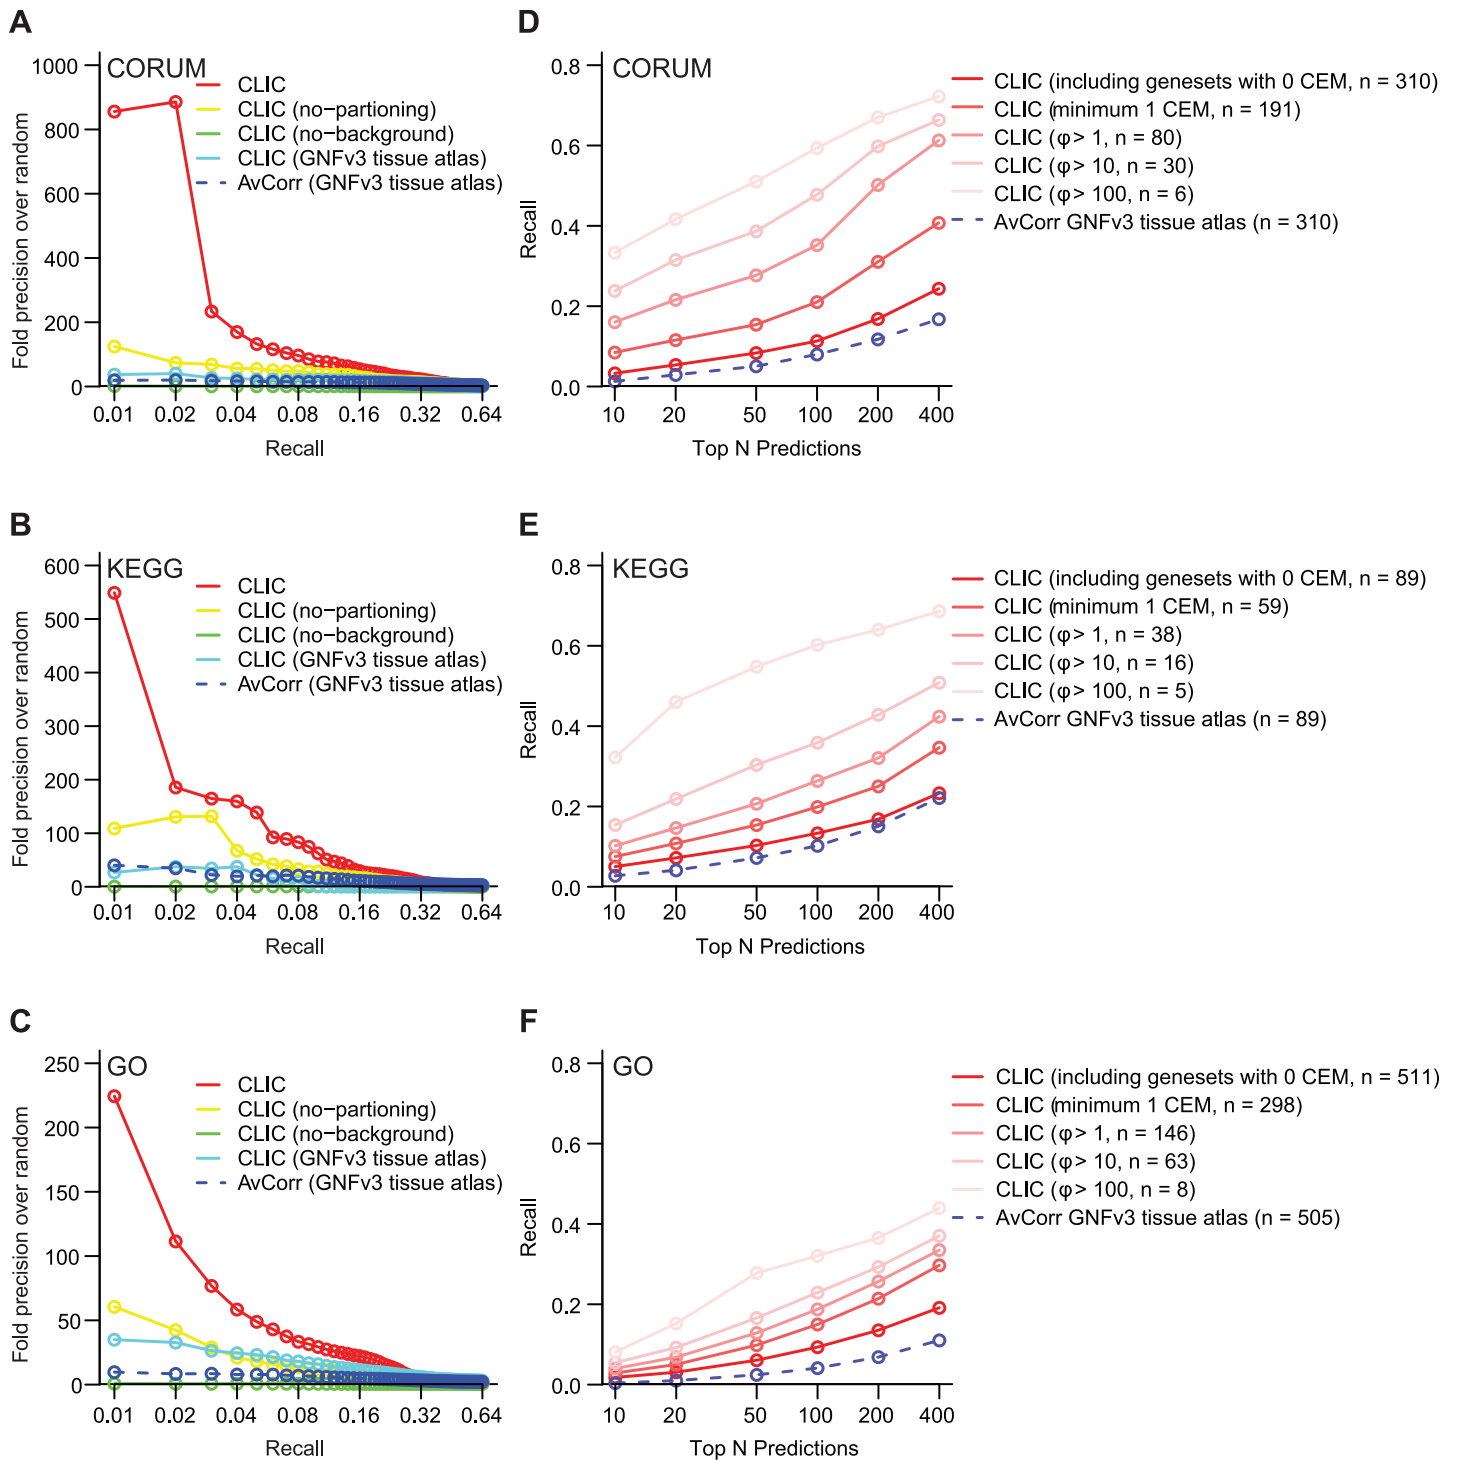 A
CORUM
Fold precision over random
1000
800
600
400
200
0
0.01 0.02 0.04 0.08 0.16 0.32 0.64
Recall
CLIC
CLIC (no−partioning)
CLIC (no−background)
CLIC (GNFv3 tissue atlas)
AvCorr (GNFv3 tissue atlas)
D
CORUM
Recall
0.8
0.6
0.4
0.2
0.0
10 20 50 100 200 400
Top N Predictions
CLIC (including genesets with 0 CEM, n = 310)
CLIC (minimum 1 CEM, n = 191)
CLIC (φ> 1, n = 80)
CLIC (φ> 10, n = 30)
CLIC (φ> 100, n = 6)
AvCorr GNFv3 tissue atlas (n = 310)
B
KEGG
Fold precision over random
600
500
400
300
200
100
0
0.01 0.02 0.04 0.08 0.16 0.32 0.64
Recall
CLIC
CLIC (no−partioning)
CLIC (no−background)
CLIC (GNFv3 tissue atlas)
AvCorr (GNFv3 tissue atlas)
E
KEGG
Recall
0.8
0.6
0.4
0.2
0.0
10 20 50 100 200 400
Top N Predictions
CLIC (including genesets with 0 CEM, n = 89)
CLIC (minimum 1 CEM, n = 59)
CLIC (φ> 1, n = 38)
CLIC (φ> 10, n = 16)
CLIC (φ> 100, n = 5)
AvCorr GNFv3 tissue atlas (n = 89)
C
GO
Fold precision over random
250
200
150
100
50
0
0.01 0.02 0.04 0.08 0.16 0.32 0.64
Recall
CLIC
CLIC (no−partioning)
CLIC (no−background)
CLIC (GNFv3 tissue atlas)
AvCorr (GNFv3 tissue atlas)
F
GO
Recall
0.8
0.6
0.4
0.2
0.0
10 20 50 100 200 400
Top N Predictions
CLIC (including genesets with 0 CEM, n = 511)
CLIC (minimum 1 CEM, n = 298)
CLIC (φ> 1, n = 146)
CLIC (φ> 10, n = 63)
CLIC (φ> 100, n = 8)
AvCorr GNFv3 tissue atlas (n = 505)